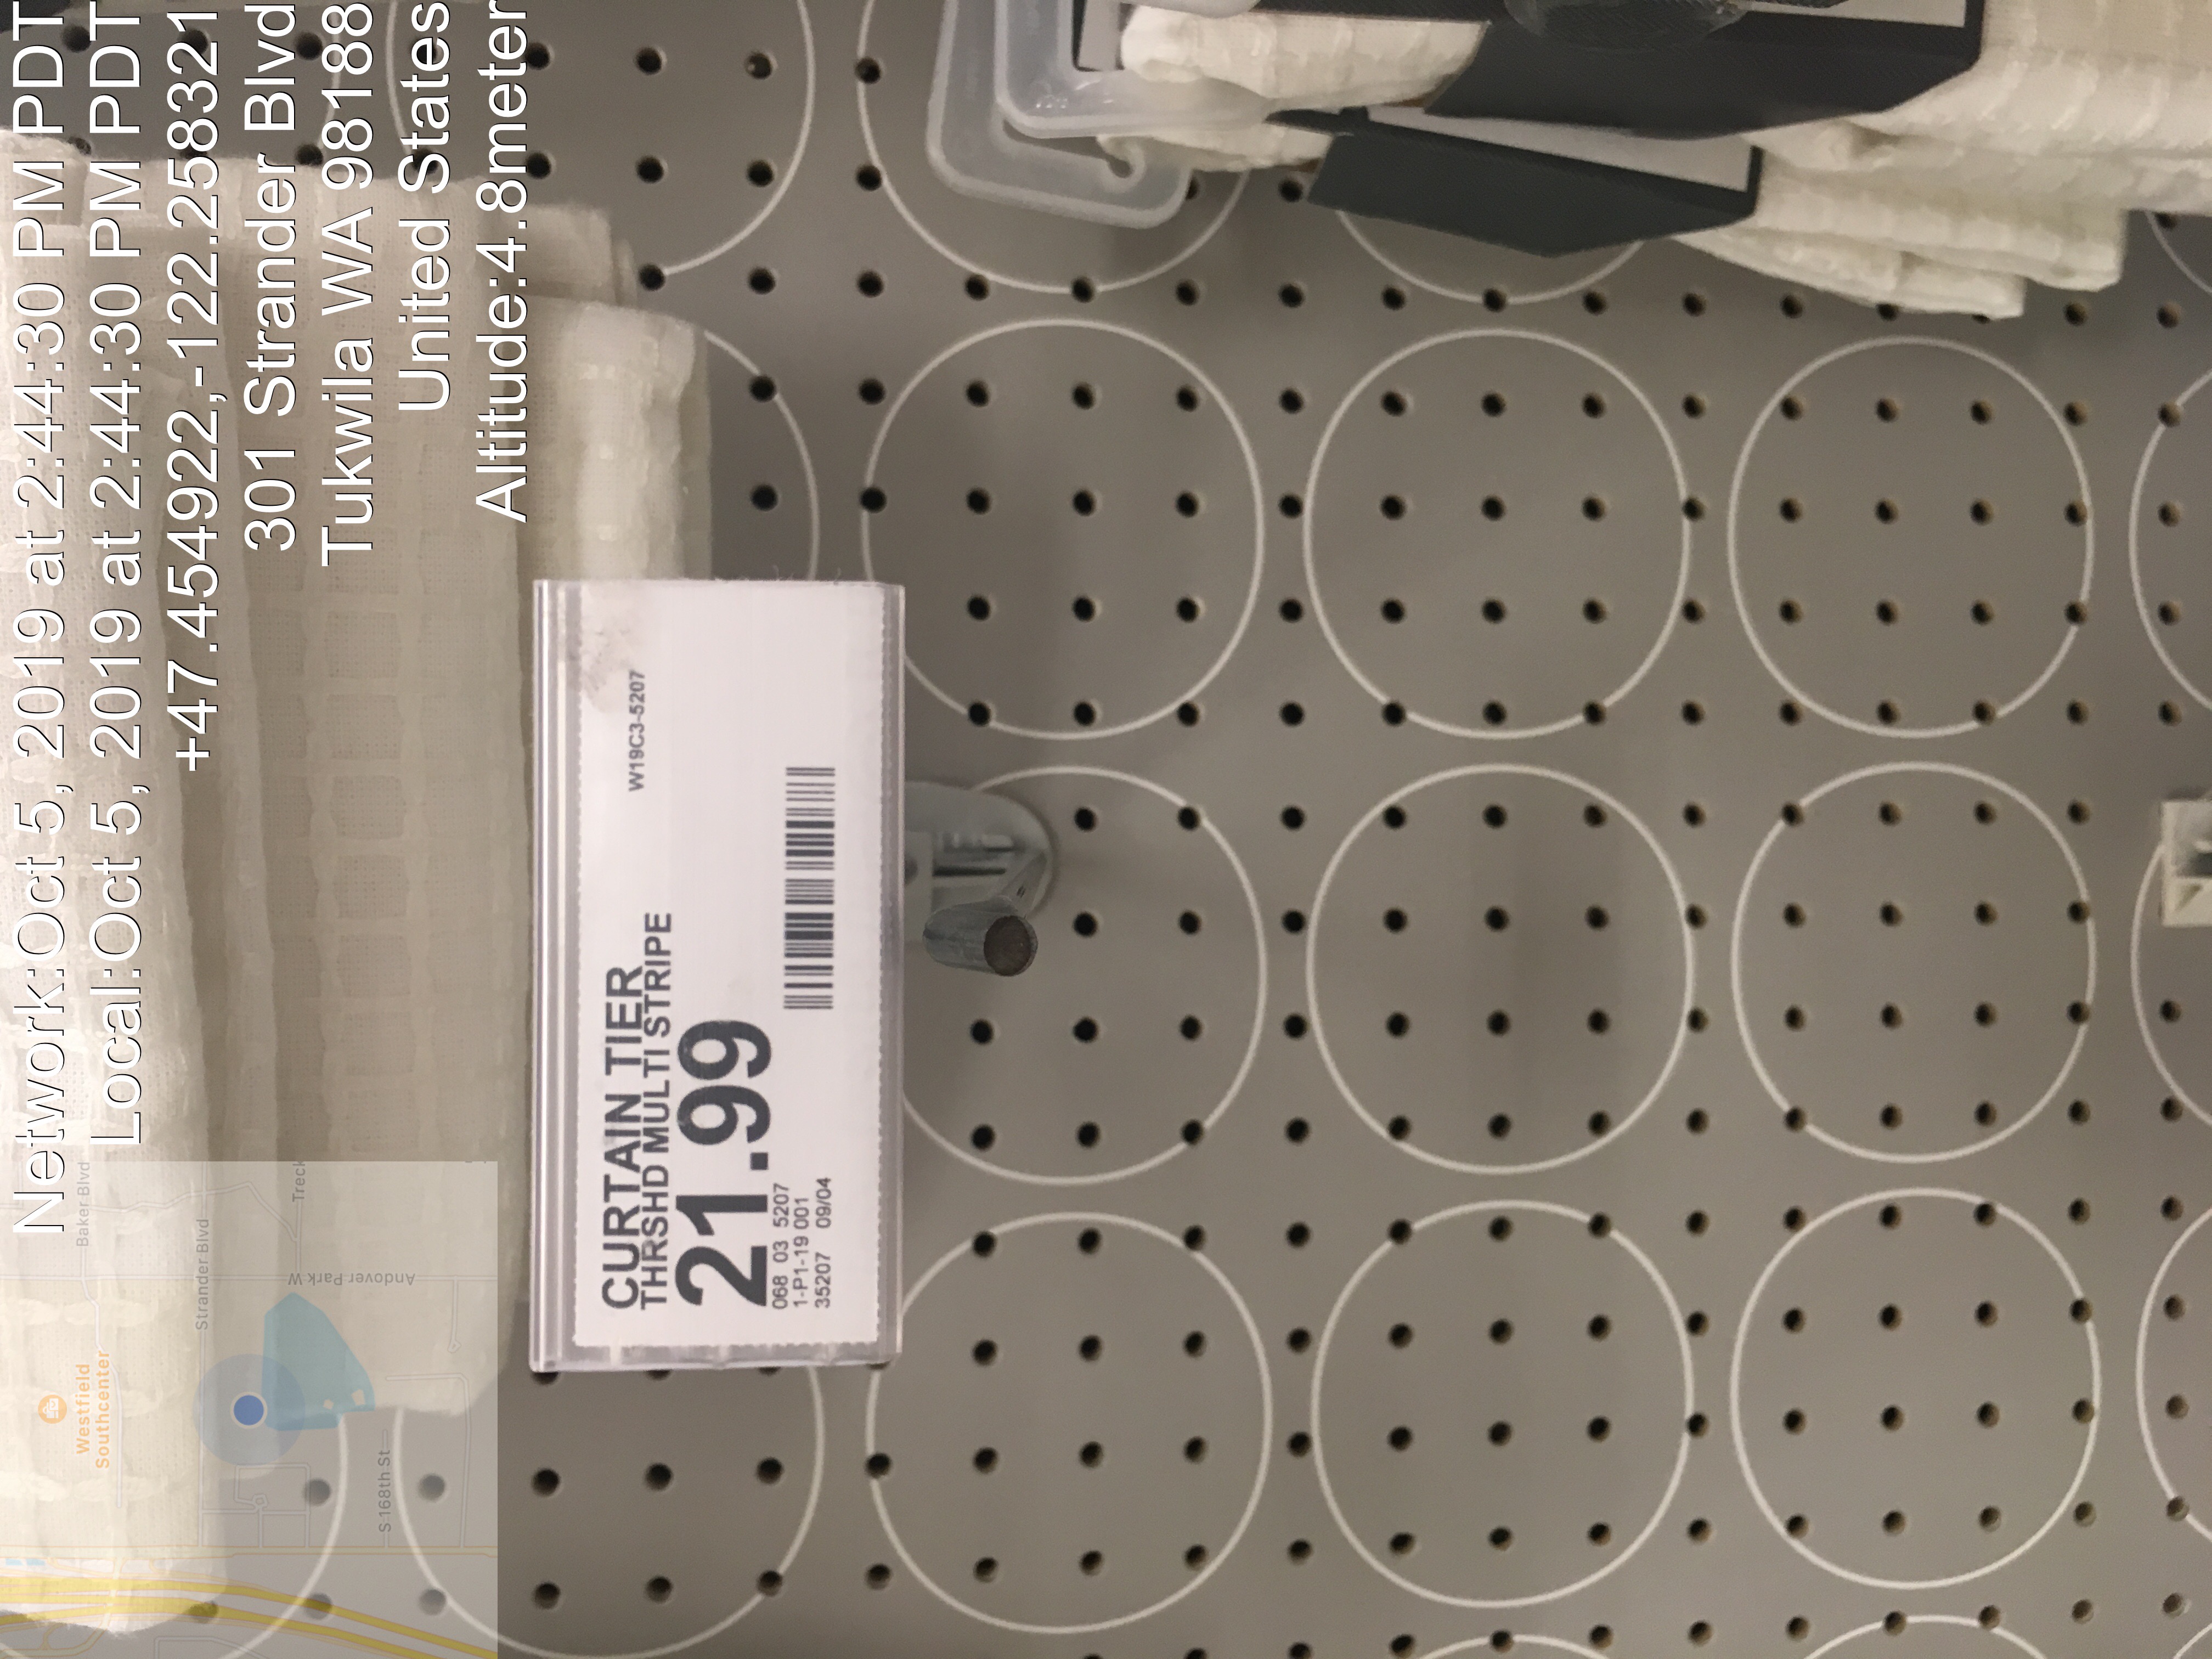 Network:Oct 5, 2019 at 2:44:30 PM PDT
Local:Oct 5, 2019 at 2:44:30 PM PDT
+47.454922,-122.258321
301 Strander Blvd
Tukwila WA 98188
United States
Altitude:4.8meter
Westfield
Southcenter
Baker Blvd
Strander Blvd
Treck
Andover Park W
S 168th St
CURTAIN TIER
W19C3-5207
THRSHD MULTI STRIPE
21.99
068 03 5207
1-P1-19 001
35207 09/04